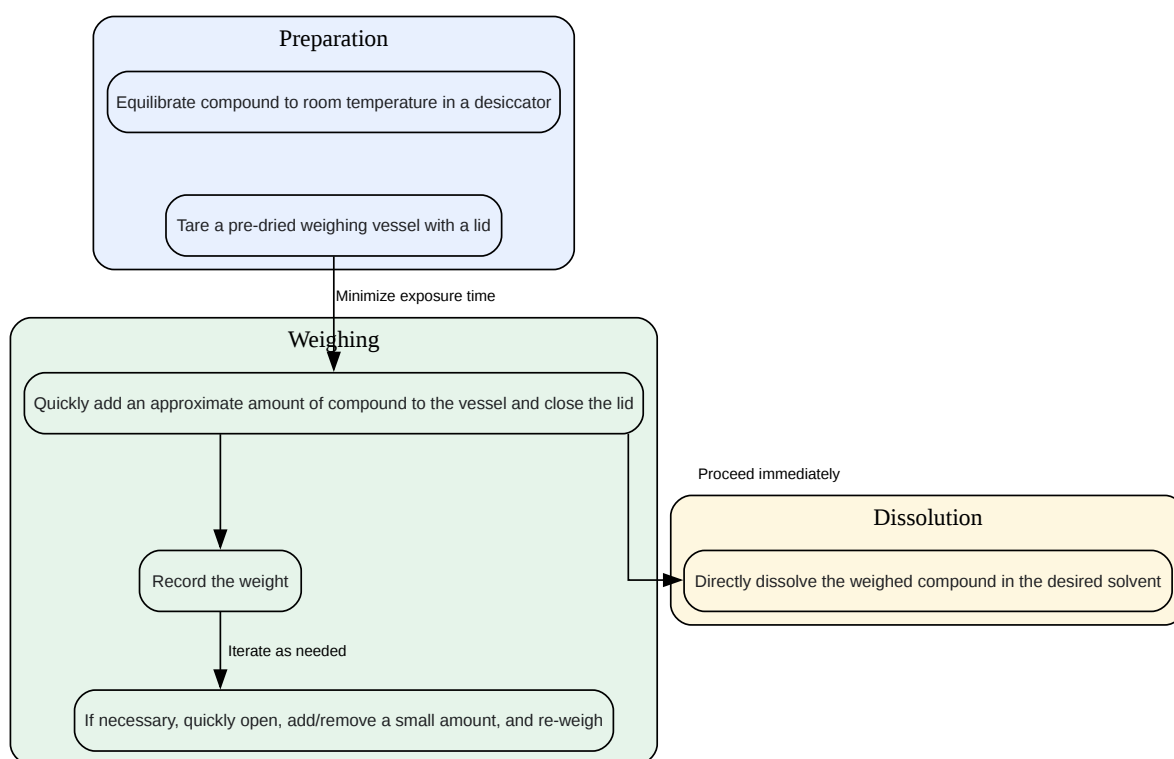 Preparation
Equilibrate compound to room temperature in a desiccator
Tare a pre-dried weighing vessel with a lid
Minimize exposure time
Weighing
Quickly add an approximate amount of compound to the vessel and close the lid
Proceed immediately
Dissolution
Record the weight
Directly dissolve the weighed compound in the desired solvent
Iterate as needed
If necessary, quickly open, add/remove a small amount, and re-weigh